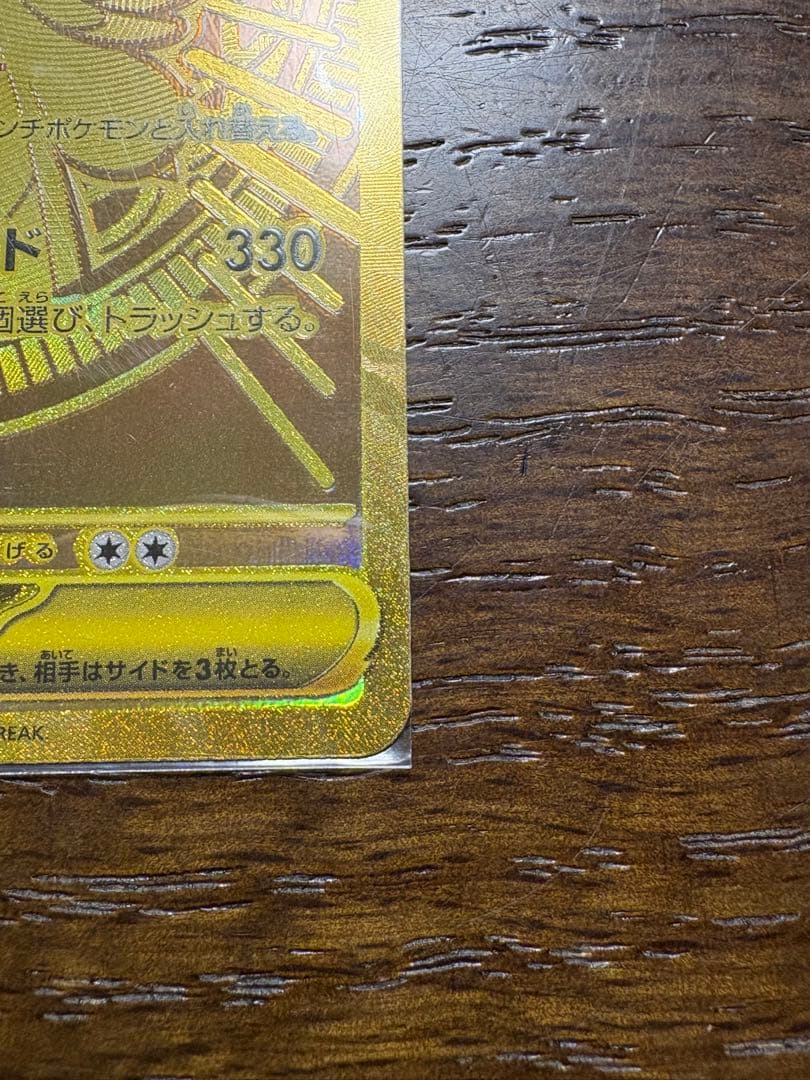 ンチポケモンと入れ替える。
ド 330
個選び、トラッシュする。
げる
き、相手はサイドを3枚とる。
REAK